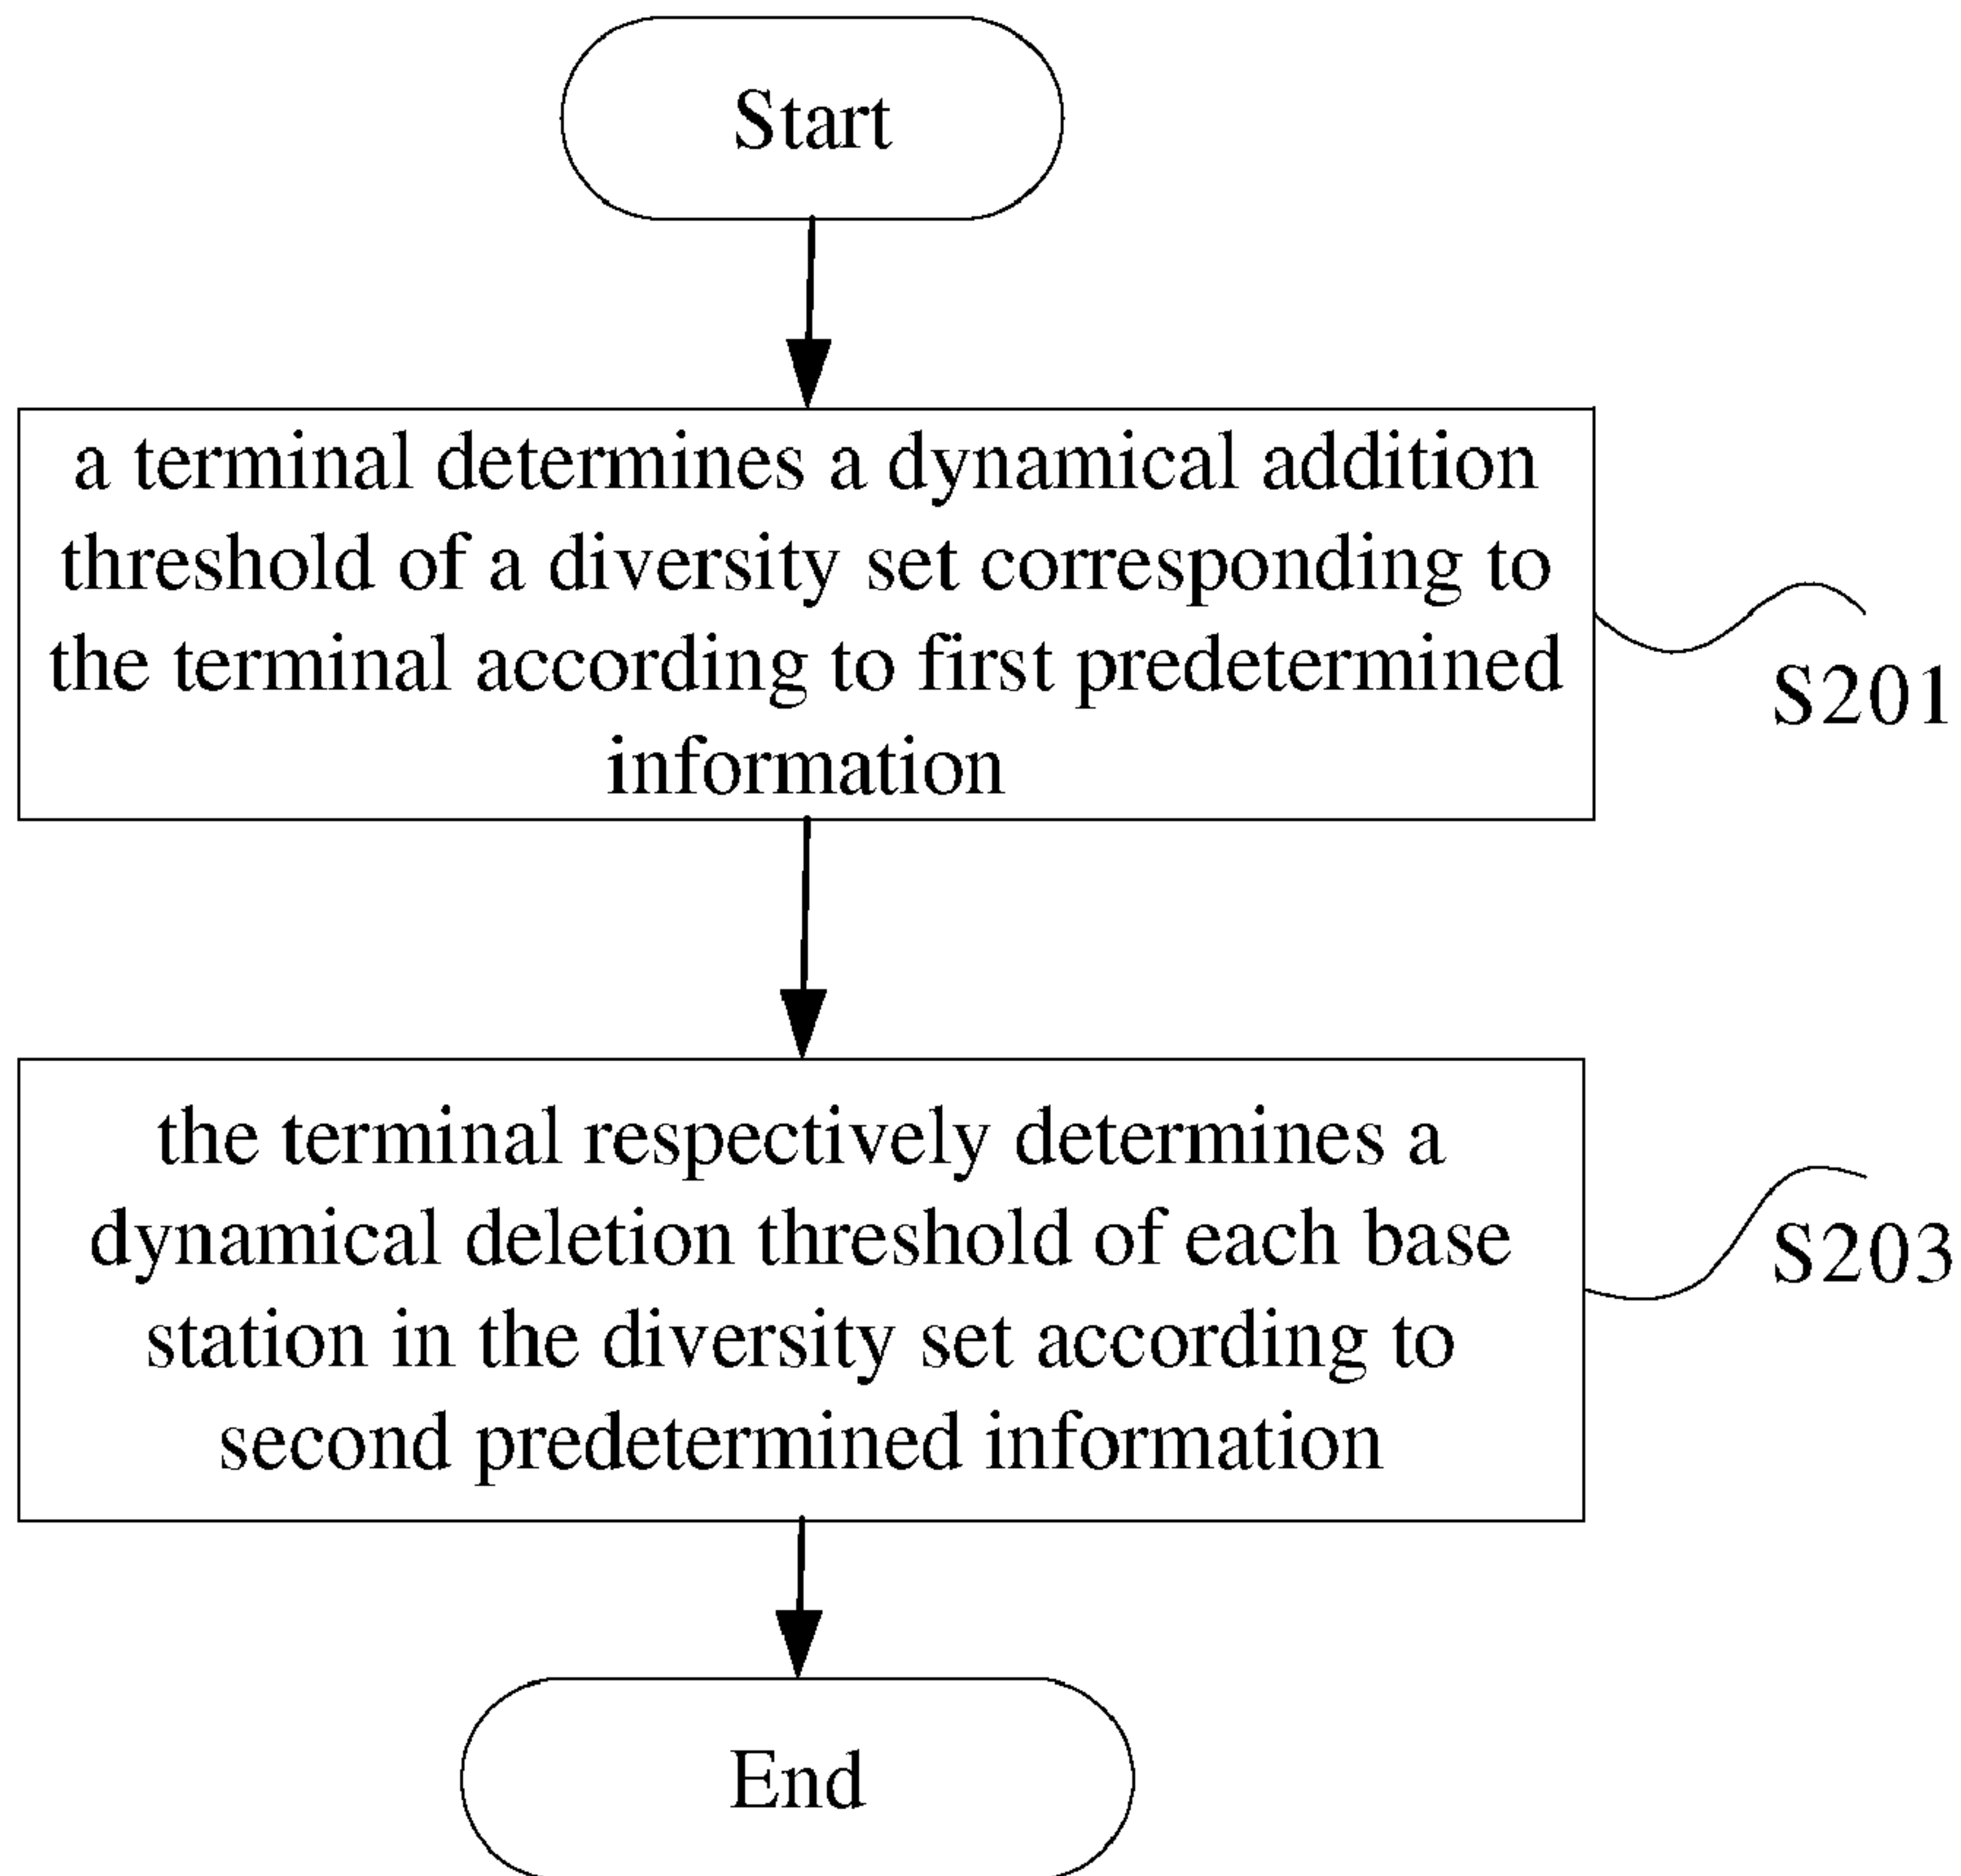 Start
a terminal determines a dynamical addition
threshold of a diversity set corresponding to
the terminal according to first predetermined
information
S201
the terminal respectively determines a
dynamical deletion threshold of each base
station in the diversity set according to
second predetermined information
S203
End